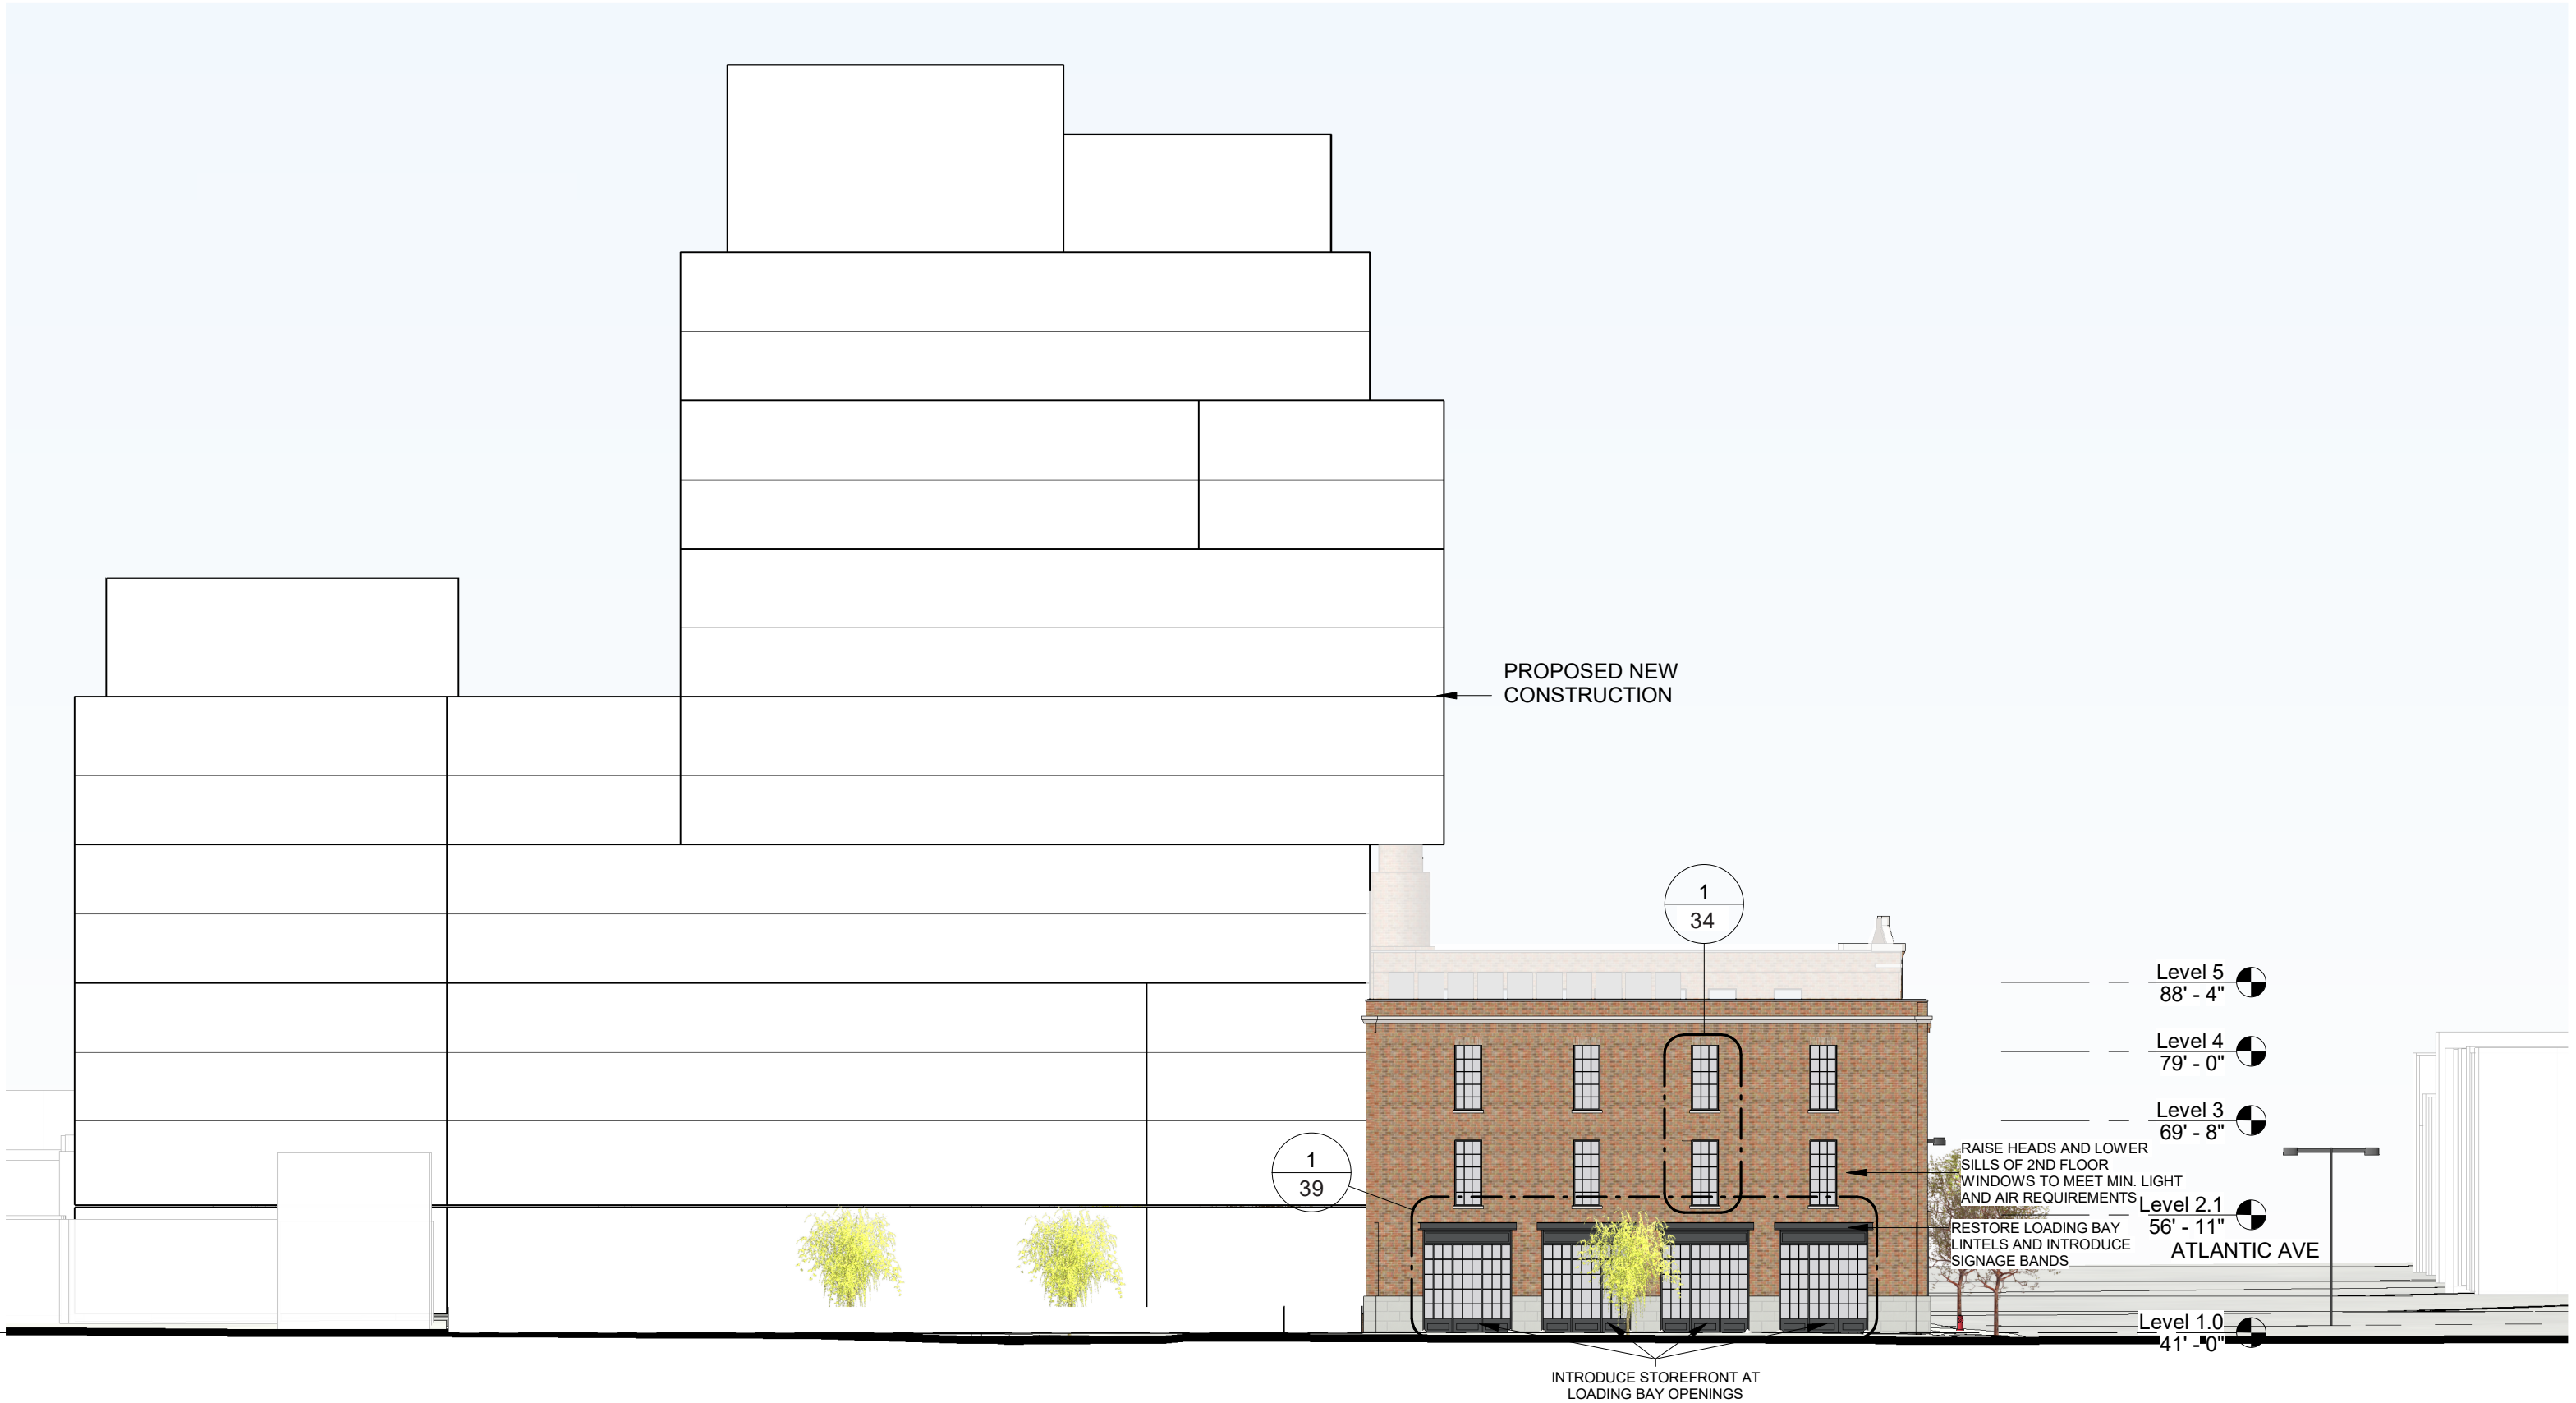 PROPOSED NEW
CONSTRUCTION
1
34
Level 5
88' - 4"
Level 4
79' - 0"
Level 3
69' - 8"
1
39
RAISE HEADS AND LOWER
SILLS OF 2ND FLOOR
WINDOWS TO MEET MIN. LIGHT
AND AIR REQUIREMENTS
Level 2.1
56' - 11"
RESTORE LOADING BAY
LINTELS AND INTRODUCE
SIGNAGE BANDS
ATLANTIC AVE
Level 1.0
41' - 0"
INTRODUCE STOREFRONT AT
LOADING BAY OPENINGS